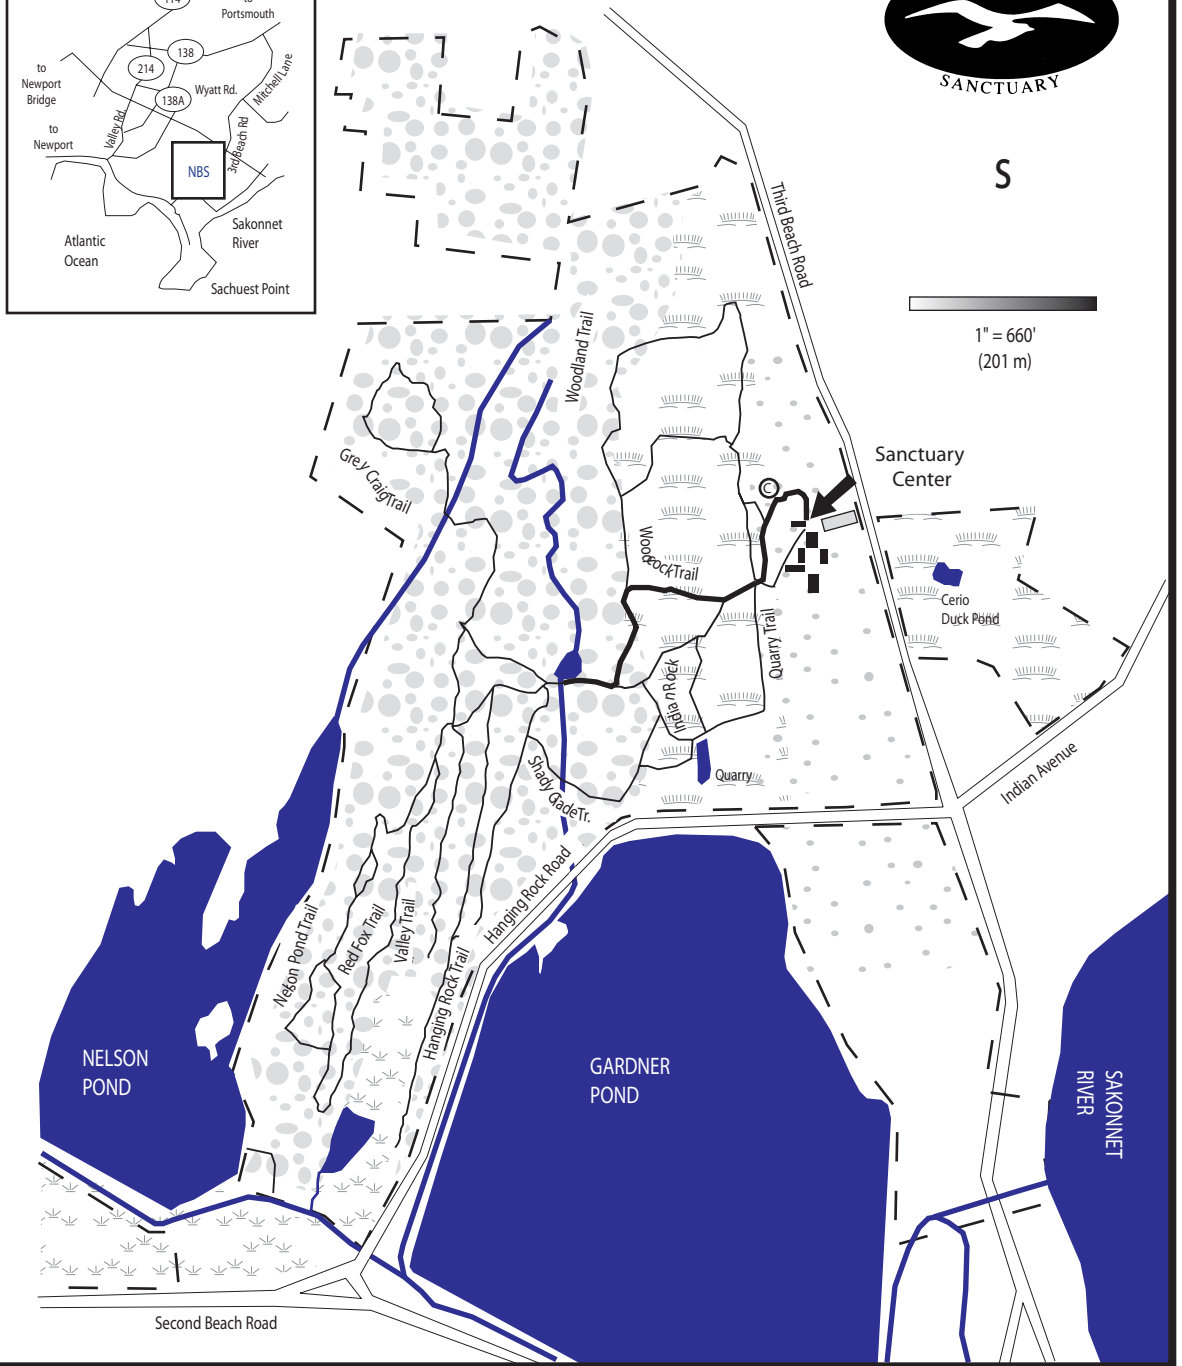 114
to
Portsmouth
138
to
Newport
Bridge
214
Wyatt Rd.
Mitchell Lane
138A
to
Newport
Valley Rd
3rd Beach Rd
NBS
Sakonnet
River
Atlantic
Ocean
Sachuest Point
SANCTUARY
S
1" = 660'
(201 m)
Third Beach Road
Woodland Trail
Sanctuary
Center
Grey Craig Trail
C
Woodcock Trail
Cerio
Duck Pond
Quarry Trail
Indian Rock
Quarry
Indian Avenue
Shady Glade Tr.
Hanging Rock Road
Nelson Pond Trail
Red Fox Trail
Valley Trail
Hanging Rock Trail
NELSON
POND
GARDNER
POND
SAKONNET
RIVER
Second Beach Road